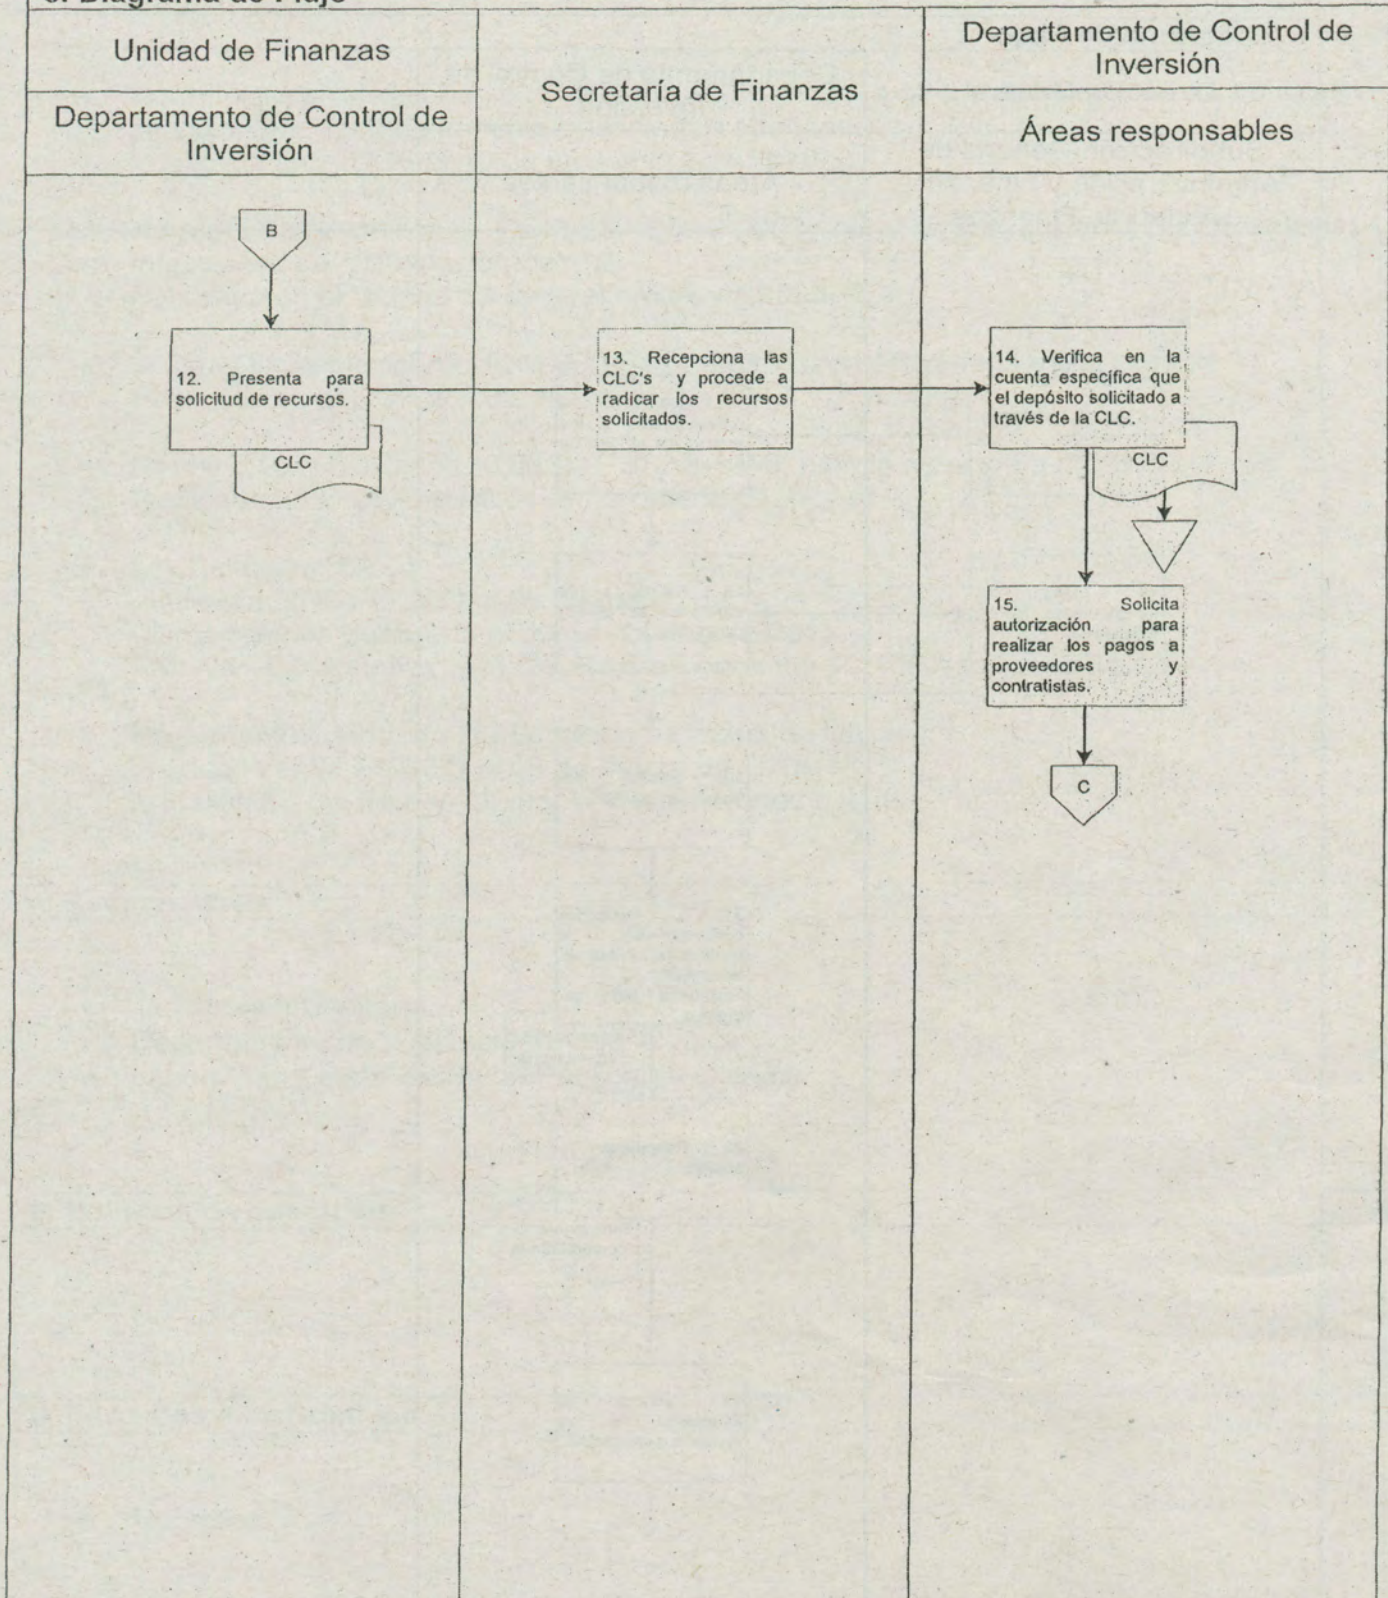 Unidad de Finanzas
Departamento de Control de
Inversión
Secretaría de Finanzas
Departamento de Control de
Inversión
Áreas responsables
B
12. Presenta para
solicitud de recursos.
CLC
13. Recepciona las
CLC's y procede a
radicar los recursos
solicitados.
14. Verifica en la
cuenta específica que
el depósito solicitado a
través de la CLC.
CLC
15. Solicita
autorización para
realizar los pagos a
proveedores y
contratistas.
C